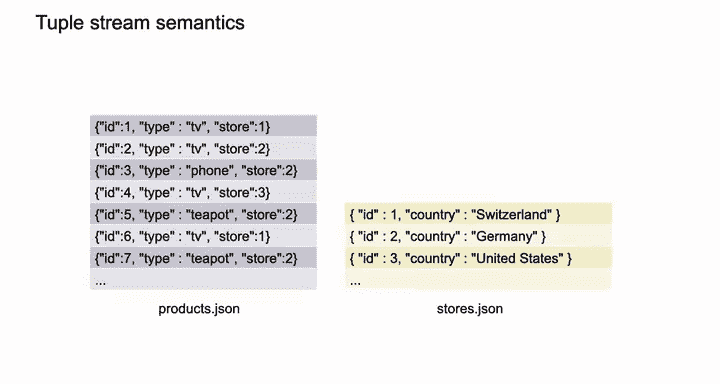 Tuple stream semantics
{"id":1, "type" : "tv", "store":1}
{"id":2, "type" : "tv", "store":2}
{"id":3, "type" : "phone", "store":2}
{"id":4, "type" : "tv", "store":3}
{"id":5, "type" : "teapot", "store":2}
{"id":6, "type" : "tv", "store":1}
{"id":7, "type" : "teapot", "store":2}
...
products.json
{ "id" : 1, "country" : "Switzerland" }
{ "id" : 2, "country" : "Germany" }
{ "id" : 3, "country" : "United States" }
...
stores.json